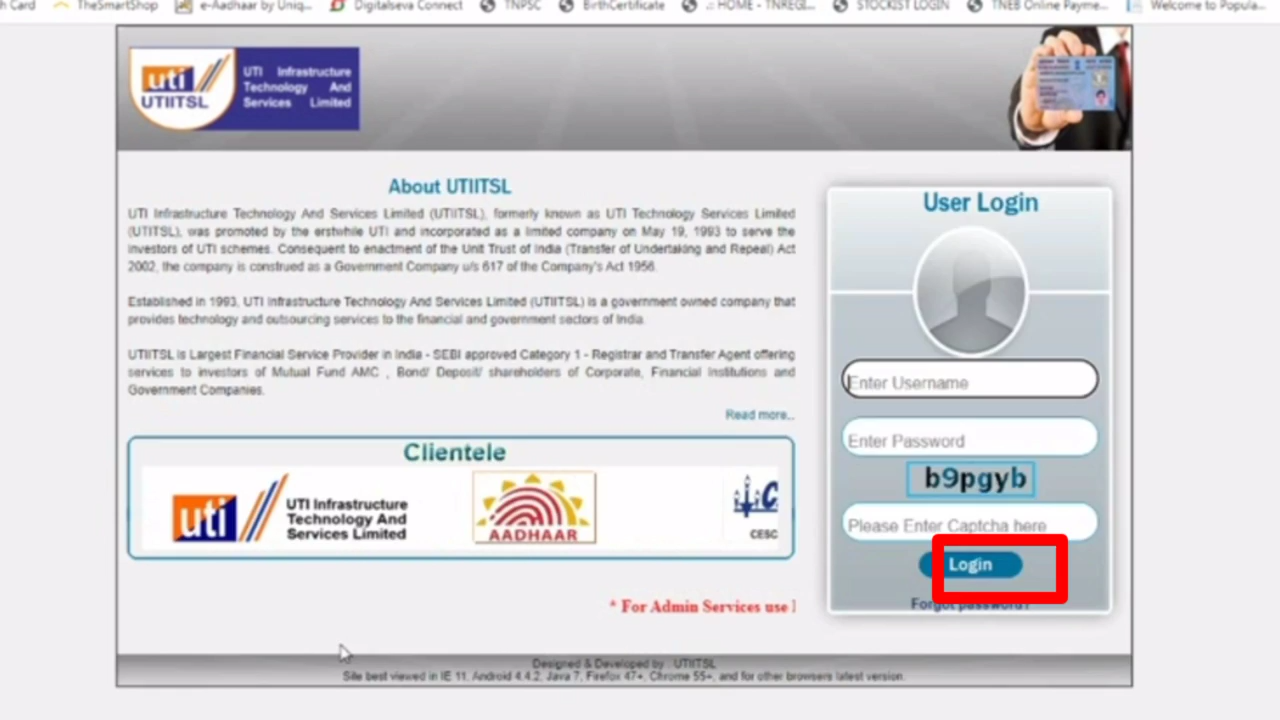 h Card TheSmartShop e-Aadhaar by Uniq... Digitalseva Connect TNPSC BirthCertificate .:: HOME - TNREGI... STOCKIST LOGIN TNEB Online Payme... Welcome to Popula...
uti
UTIITSL
UTI Infrastructure
Technology And
Services Limited
About UTIITSL
UTI Infrastructure Technology And Services Limited (UTIITSL), formerly known as UTI Technology Services Limited
(UTIITSL), was promoted by the erstwhile UTI and incorporated as a limited company on May 19, 1993 to serve the
investors of UTI schemes. Consequent to enactment of the Unit Trust of India (Transfer of Undertaking and Repeal) Act
2002, the company is construed as a Government Company u/s 617 of the Company's Act 1956.
Established in 1993, UTI Infrastructure Technology And Services Limited (UTIITSL) is a government owned company that
provides technology and outsourcing services to the financial and government sectors of India.
UTIITSL is Largest Financial Service Provider in India - SEBI approved Category 1 - Registrar and Transfer Agent offering
services to investors of Mutual Fund AMC , Bond/ Deposit/ shareholders of Corporate, Financial Institutions and
Government Companies.
Read more...
Clientele
uti
UTI Infrastructure
Technology And
Services Limited
AADHAAR
CESC
* For Admin Services use
User Login
Enter Username
Enter Password
b9pgyb
Please Enter Captcha here
Login
Forgot password?
Designed & Developed by : UTIITSL
Site best viewed in IE 11, Android 4.4.2, Java 7, Firefox 47+, Chrome 55+, and for other browsers latest version.